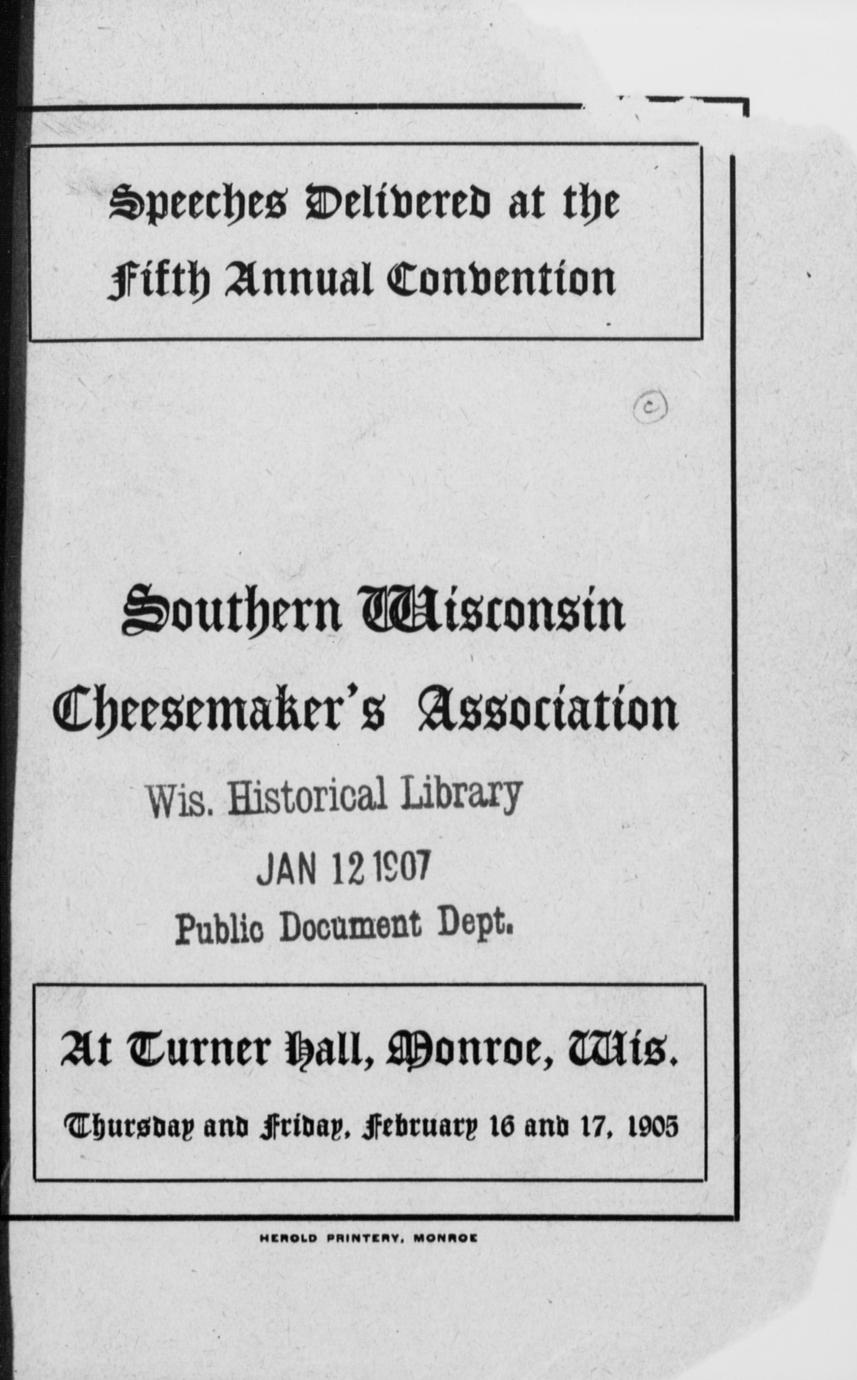 Speeches Delivered at the
Fifth Annual Convention
c
Southern Wisconsin
Cheesemaker's Association
Wis. Historical Library
JAN 12 1907
Public Document Dept.
At Turner Hall, Monroe, Wis.
Thursday and Friday, February 16 and 17, 1905
HEROLD PRINTERY, MONROE